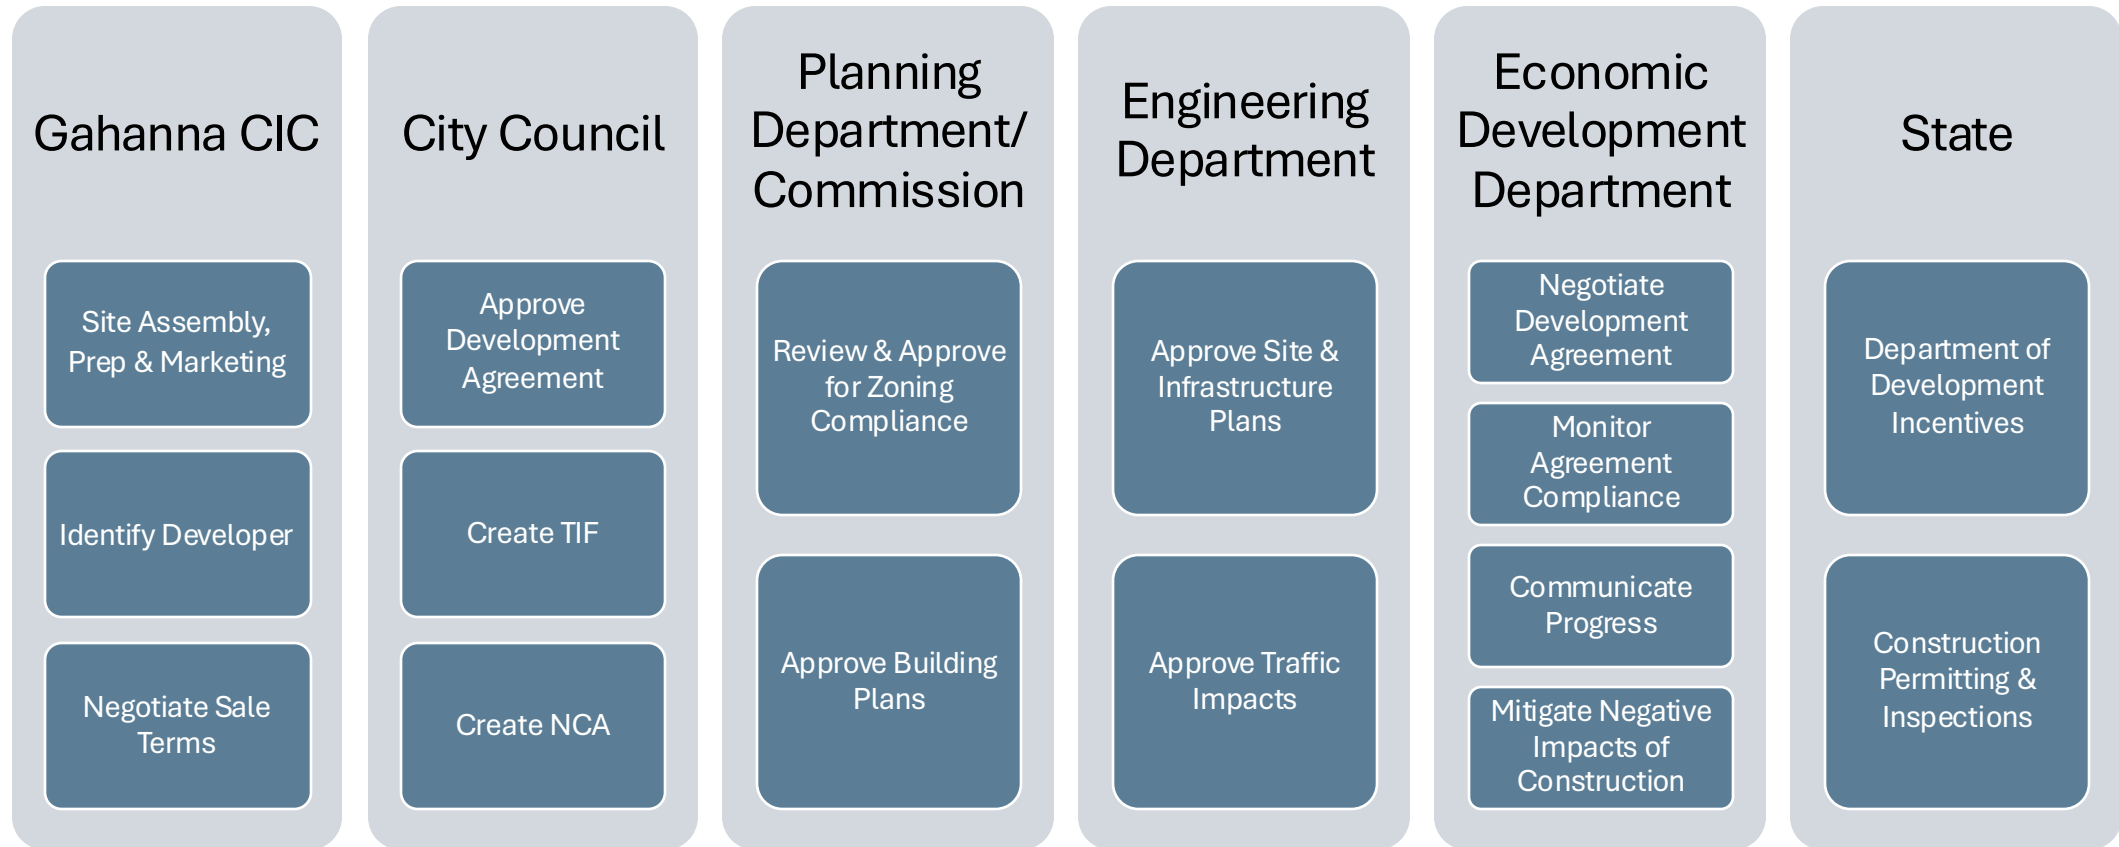 Gahanna CIC
Site Assembly,
Prep & Marketing
Identify Developer
Negotiate Sale
Terms
City Council
Approve
Development
Agreement
Create TIF
Create NCA
Planning
Department/
Commission
Review & Approve
for Zoning
Compliance
Approve Building
Plans
Engineering
Department
Approve Site &
Infrastructure
Plans
Approve Traffic
Impacts
Economic
Development
Department
Negotiate
Development
Agreement
Monitor
Agreement
Compliance
Communicate
Progress
Mitigate Negative
Impacts of
Construction
State
Department of
Development
Incentives
Construction
Permitting &
Inspections